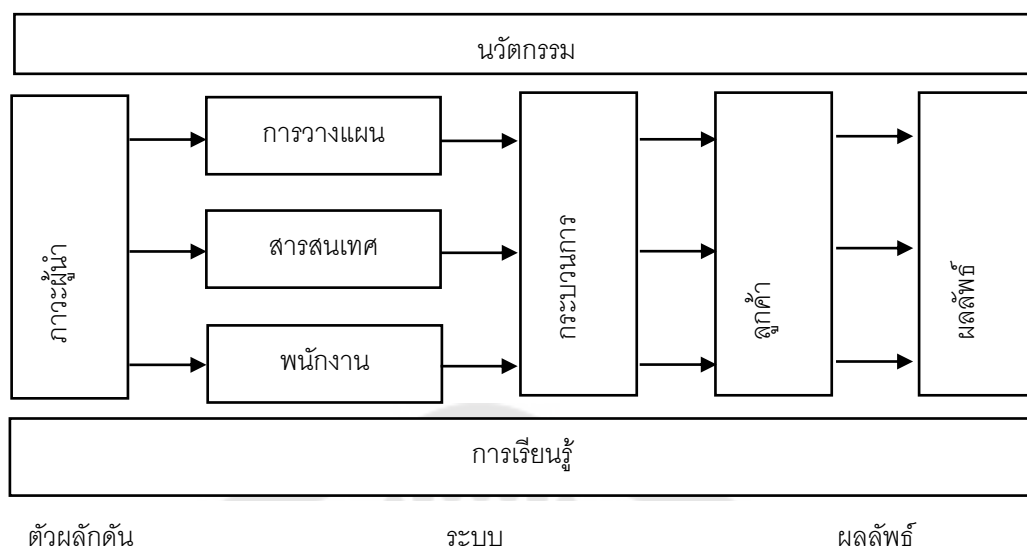 นวัตกรรม
ภาวะผู้นำ
การวางแผน
สารสนเทศ
พนักงาน
กระบวนการ
ลูกค้า
ผลลัพธ์
การเรียนรู้
ตัวผลักดัน ระบบ ผลลัพธ์